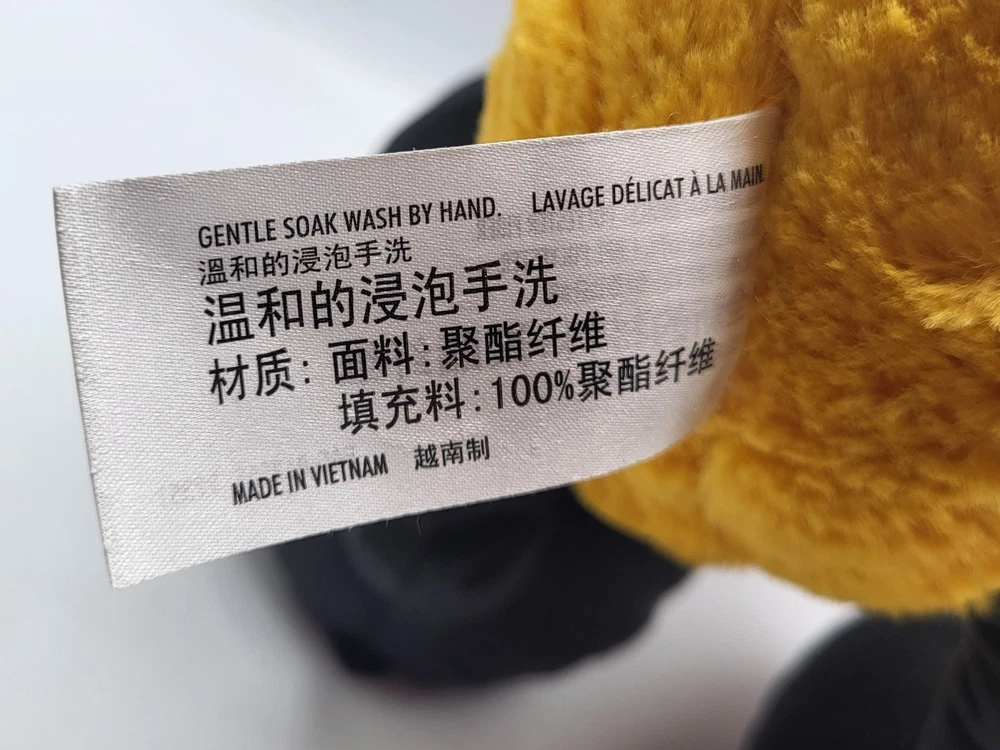 GENTLE SOAK WASH BY HAND. LAVAGE DÉLICAT À LA MAIN.
溫和的浸泡手洗
温和的浸泡手洗
材质: 面料: 聚酯纤维
填充料: 100%聚酯纤维
MADE IN VIETNAM 越南制